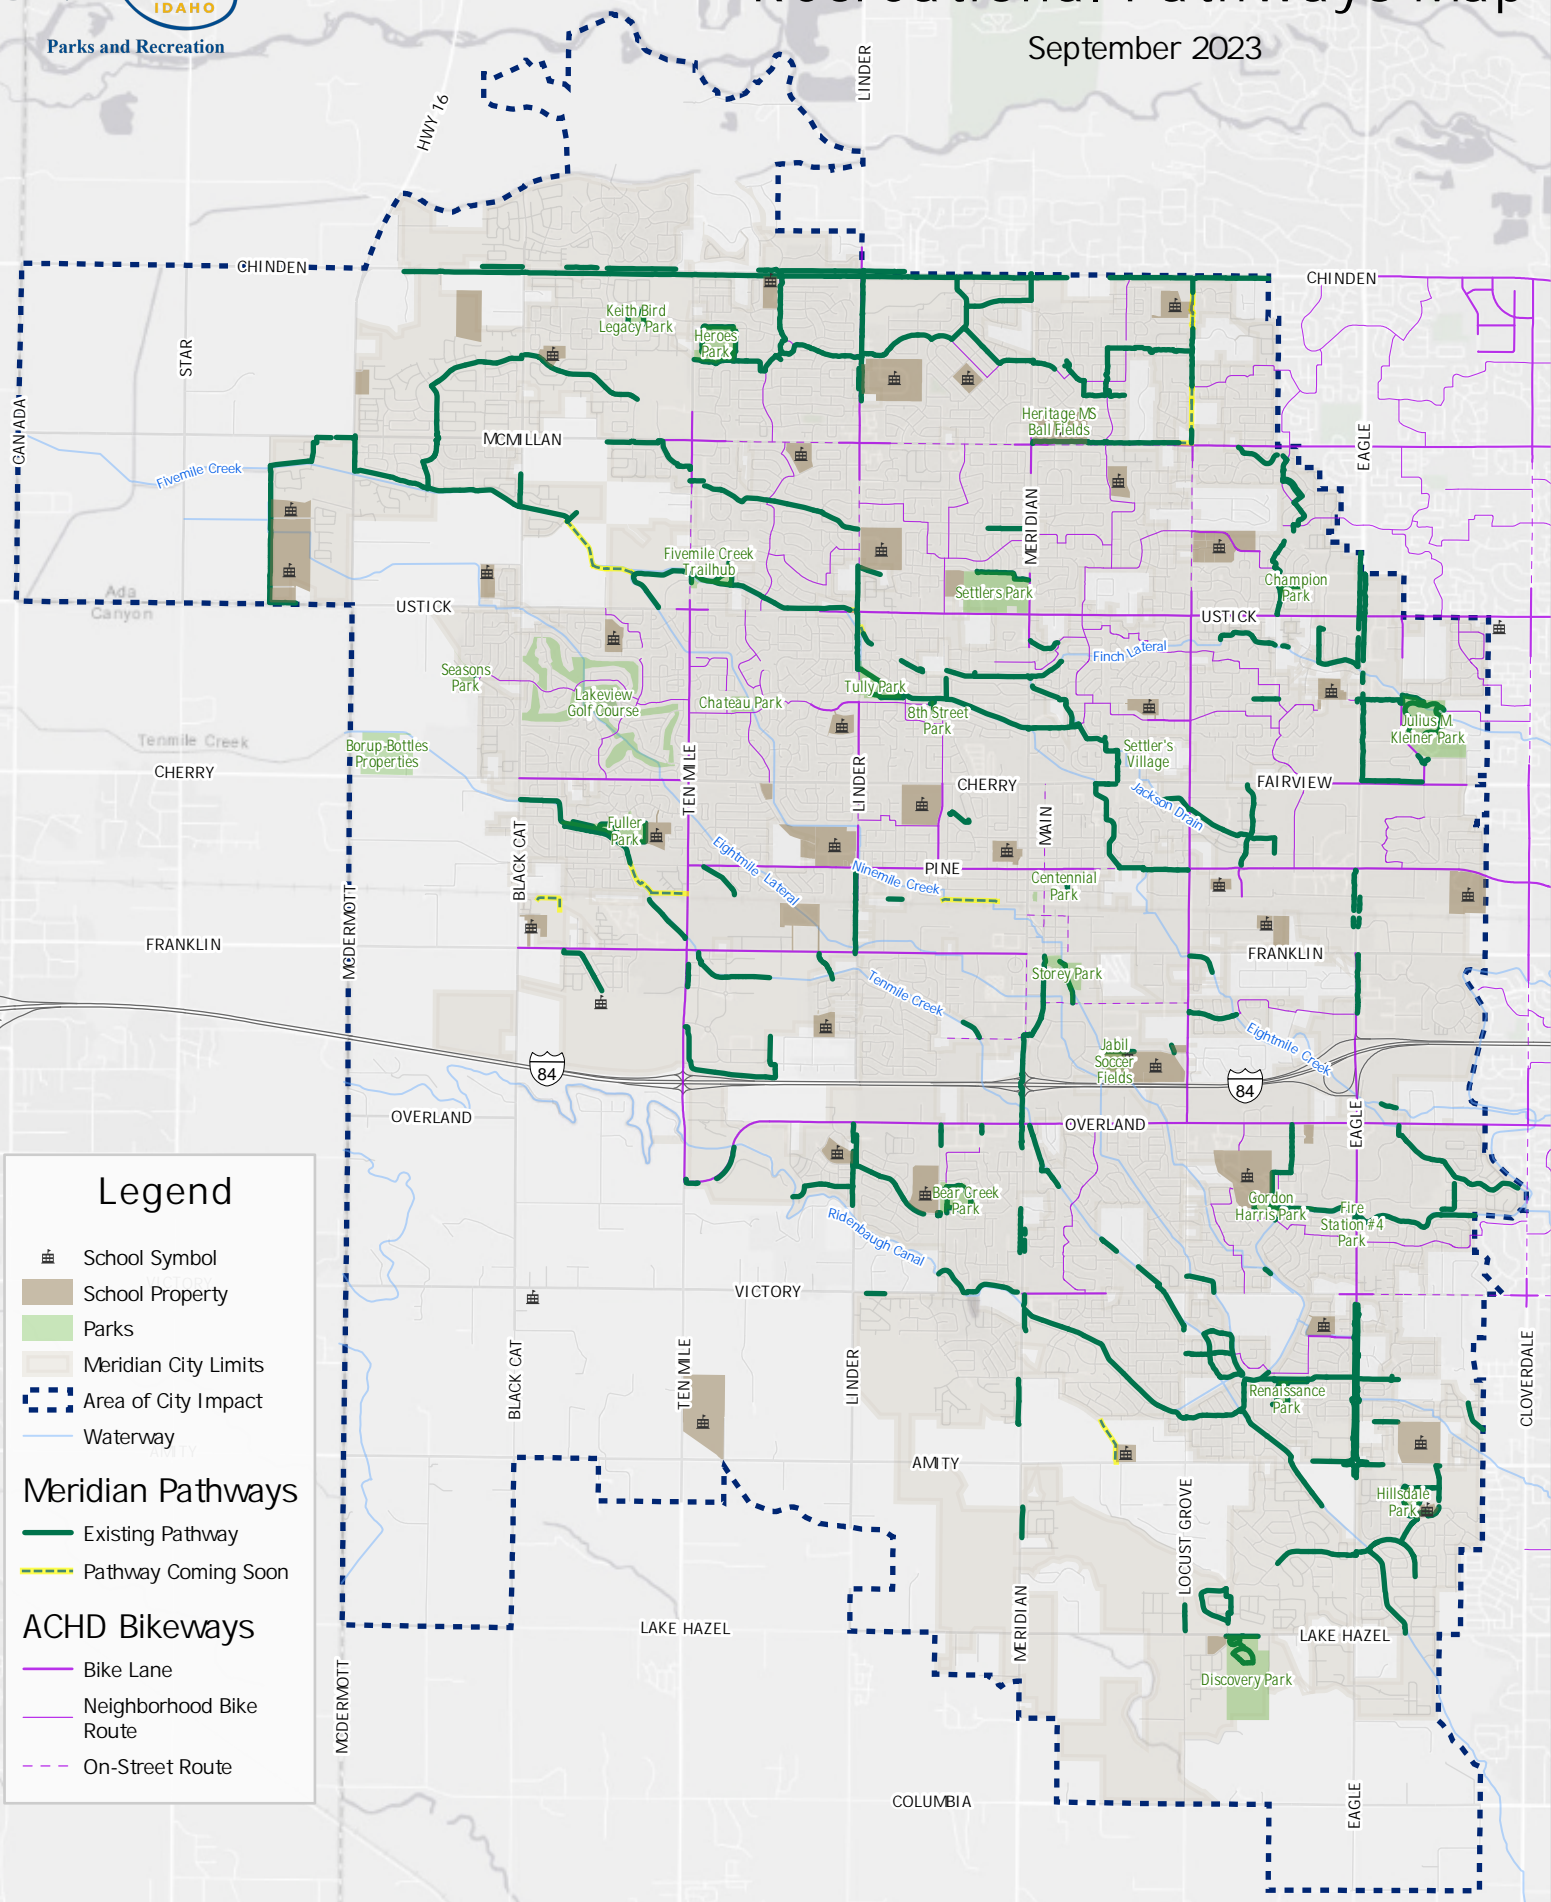 IDAHO
Parks and Recreation
Recreational Pathways Map
September 2023
LINDER
HWY 16
CHINDEN
CHINDEN
Keith Bird
Legacy Park
Heroes
Park
STAR
CAN ADA
MCMILLAN
Heritage MS
Ball Fields
EAGLE
Fivemile Creek
MERIDIAN
Fivemile Creek
Trailhub
Settlers Park
Champion
Park
Ada
Canyon
USTICK
USTICK
Finch Lateral
Seasons
Park
Lakeview
Golf Course
Chateau Park
Tully Park
8th Street
Park
Julius M.
Kleiner Park
Tenmile Creek
Borup-Bottles
Properties
Settler's
Village
CHERRY
TEN MILE
LINDER
CHERRY
FAIRVIEW
Jackson Drain
MAIN
Fuller
Park
BLACK CAT
Eightmile Lateral
Ninemile Creek
PINE
Centennial
Park
MCDERMOTT
FRANKLIN
FRANKLIN
Storey Park
Tenmile Creek
Jabil
Soccer
Fields
Eightmile Creek
84
84
OVERLAND
OVERLAND
EAGLE
Bear Creek
Park
Gordon
Harris Park
Fire
Station #4
Park
Ridenbaugh Canal
VICTORY
BLACK CAT
TEN MILE
LINDER
CLOVERDALE
Renaissance
Park
AMITY
Hillsdale
Park
LOCUST GROVE
MERIDIAN
LAKE HAZEL
LAKE HAZEL
Discovery Park
MCDERMOTT
COLUMBIA
EAGLE
Legend
School Symbol
VICTORY
School Property
Parks
Meridian City Limits
Area of City Impact
Waterway
AMITY
Meridian Pathways
Existing Pathway
Pathway Coming Soon
ACHD Bikeways
Bike Lane
Neighborhood Bike
Route
On-Street Route